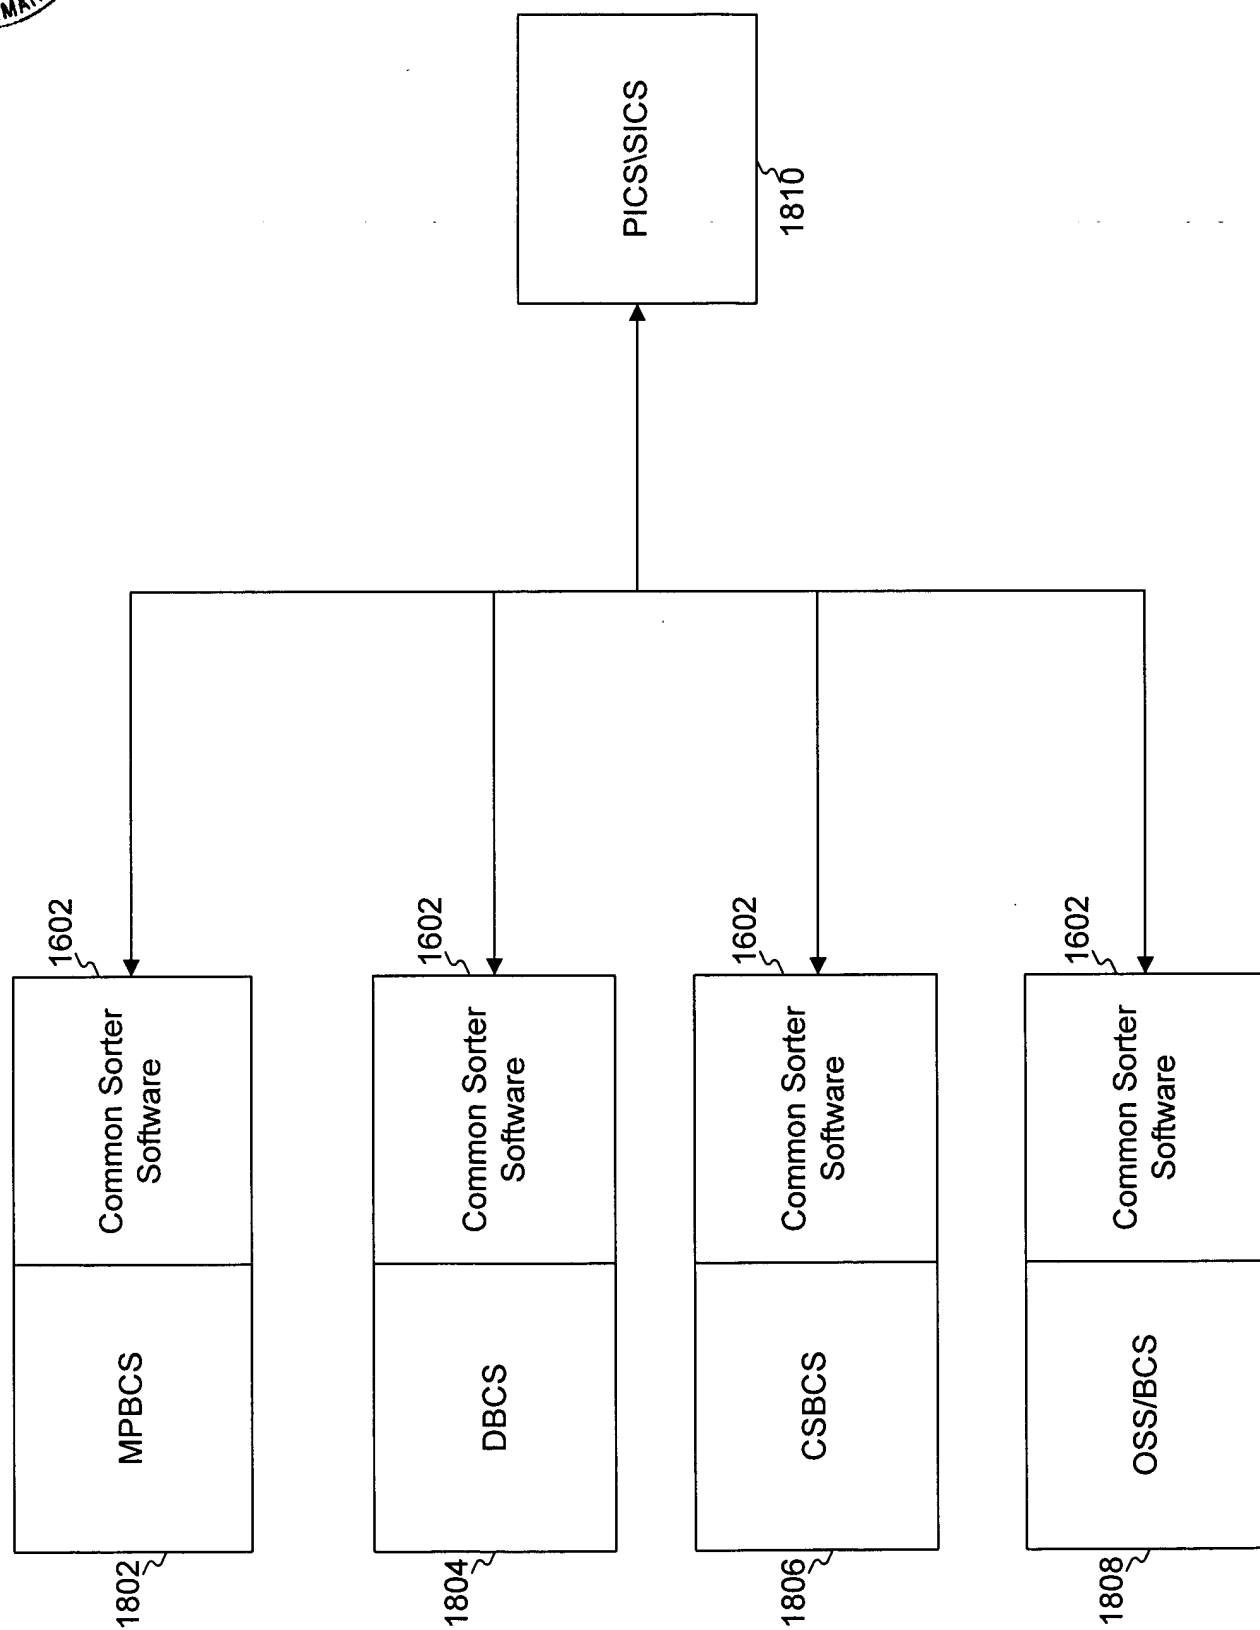 MPBCS
Common Sorter
Software
1602
1802
DBCS
Common Sorter
Software
1602
1804
CSBCS
Common Sorter
Software
1602
1806
OSS/BCS
Common Sorter
Software
1602
1808
PICS\SICS
1810